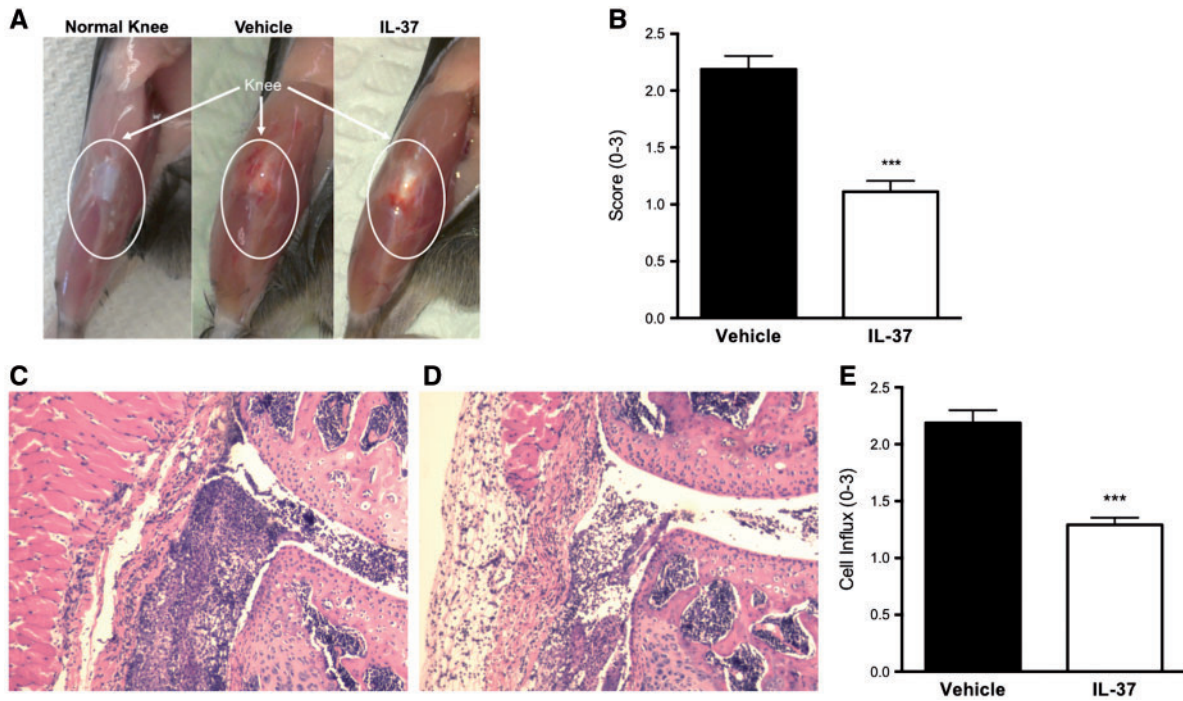 A
Normal Knee Vehicle IL-37
Knee
B
2.5
2.0
1.5
1.0
0.5
0.0
Score (0-3)
***
Vehicle IL-37
C
D
E
2.5
2.0
1.5
1.0
0.5
0.0
Cell Influx (0-3)
***
Vehicle IL-37